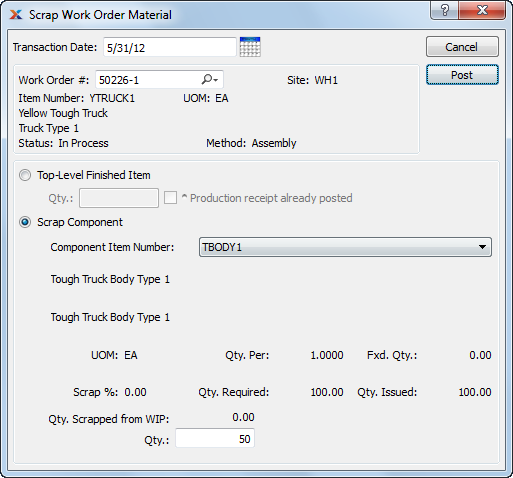 Scrap Work Order Material
Transaction Date: 5/31/12
Cancel
Work Order #: 50226-1 Site: WH1
Post
Item Number: YTRUCK1 UOM: EA
Yellow Tough Truck
Truck Type 1
Status: In Process Method: Assembly
Top-Level Finished Item
Qty.: ^ Production receipt already posted
Scrap Component
Component Item Number: TBODY1
Tough Truck Body Type 1
Tough Truck Body Type 1
UOM: EA Qty. Per: 1.0000 Fxd. Qty.: 0.00
Scrap %: 0.00 Qty. Required: 100.00 Qty. Issued: 100.00
Qty. Scrapped from WIP: 0.00
Qty.: 50